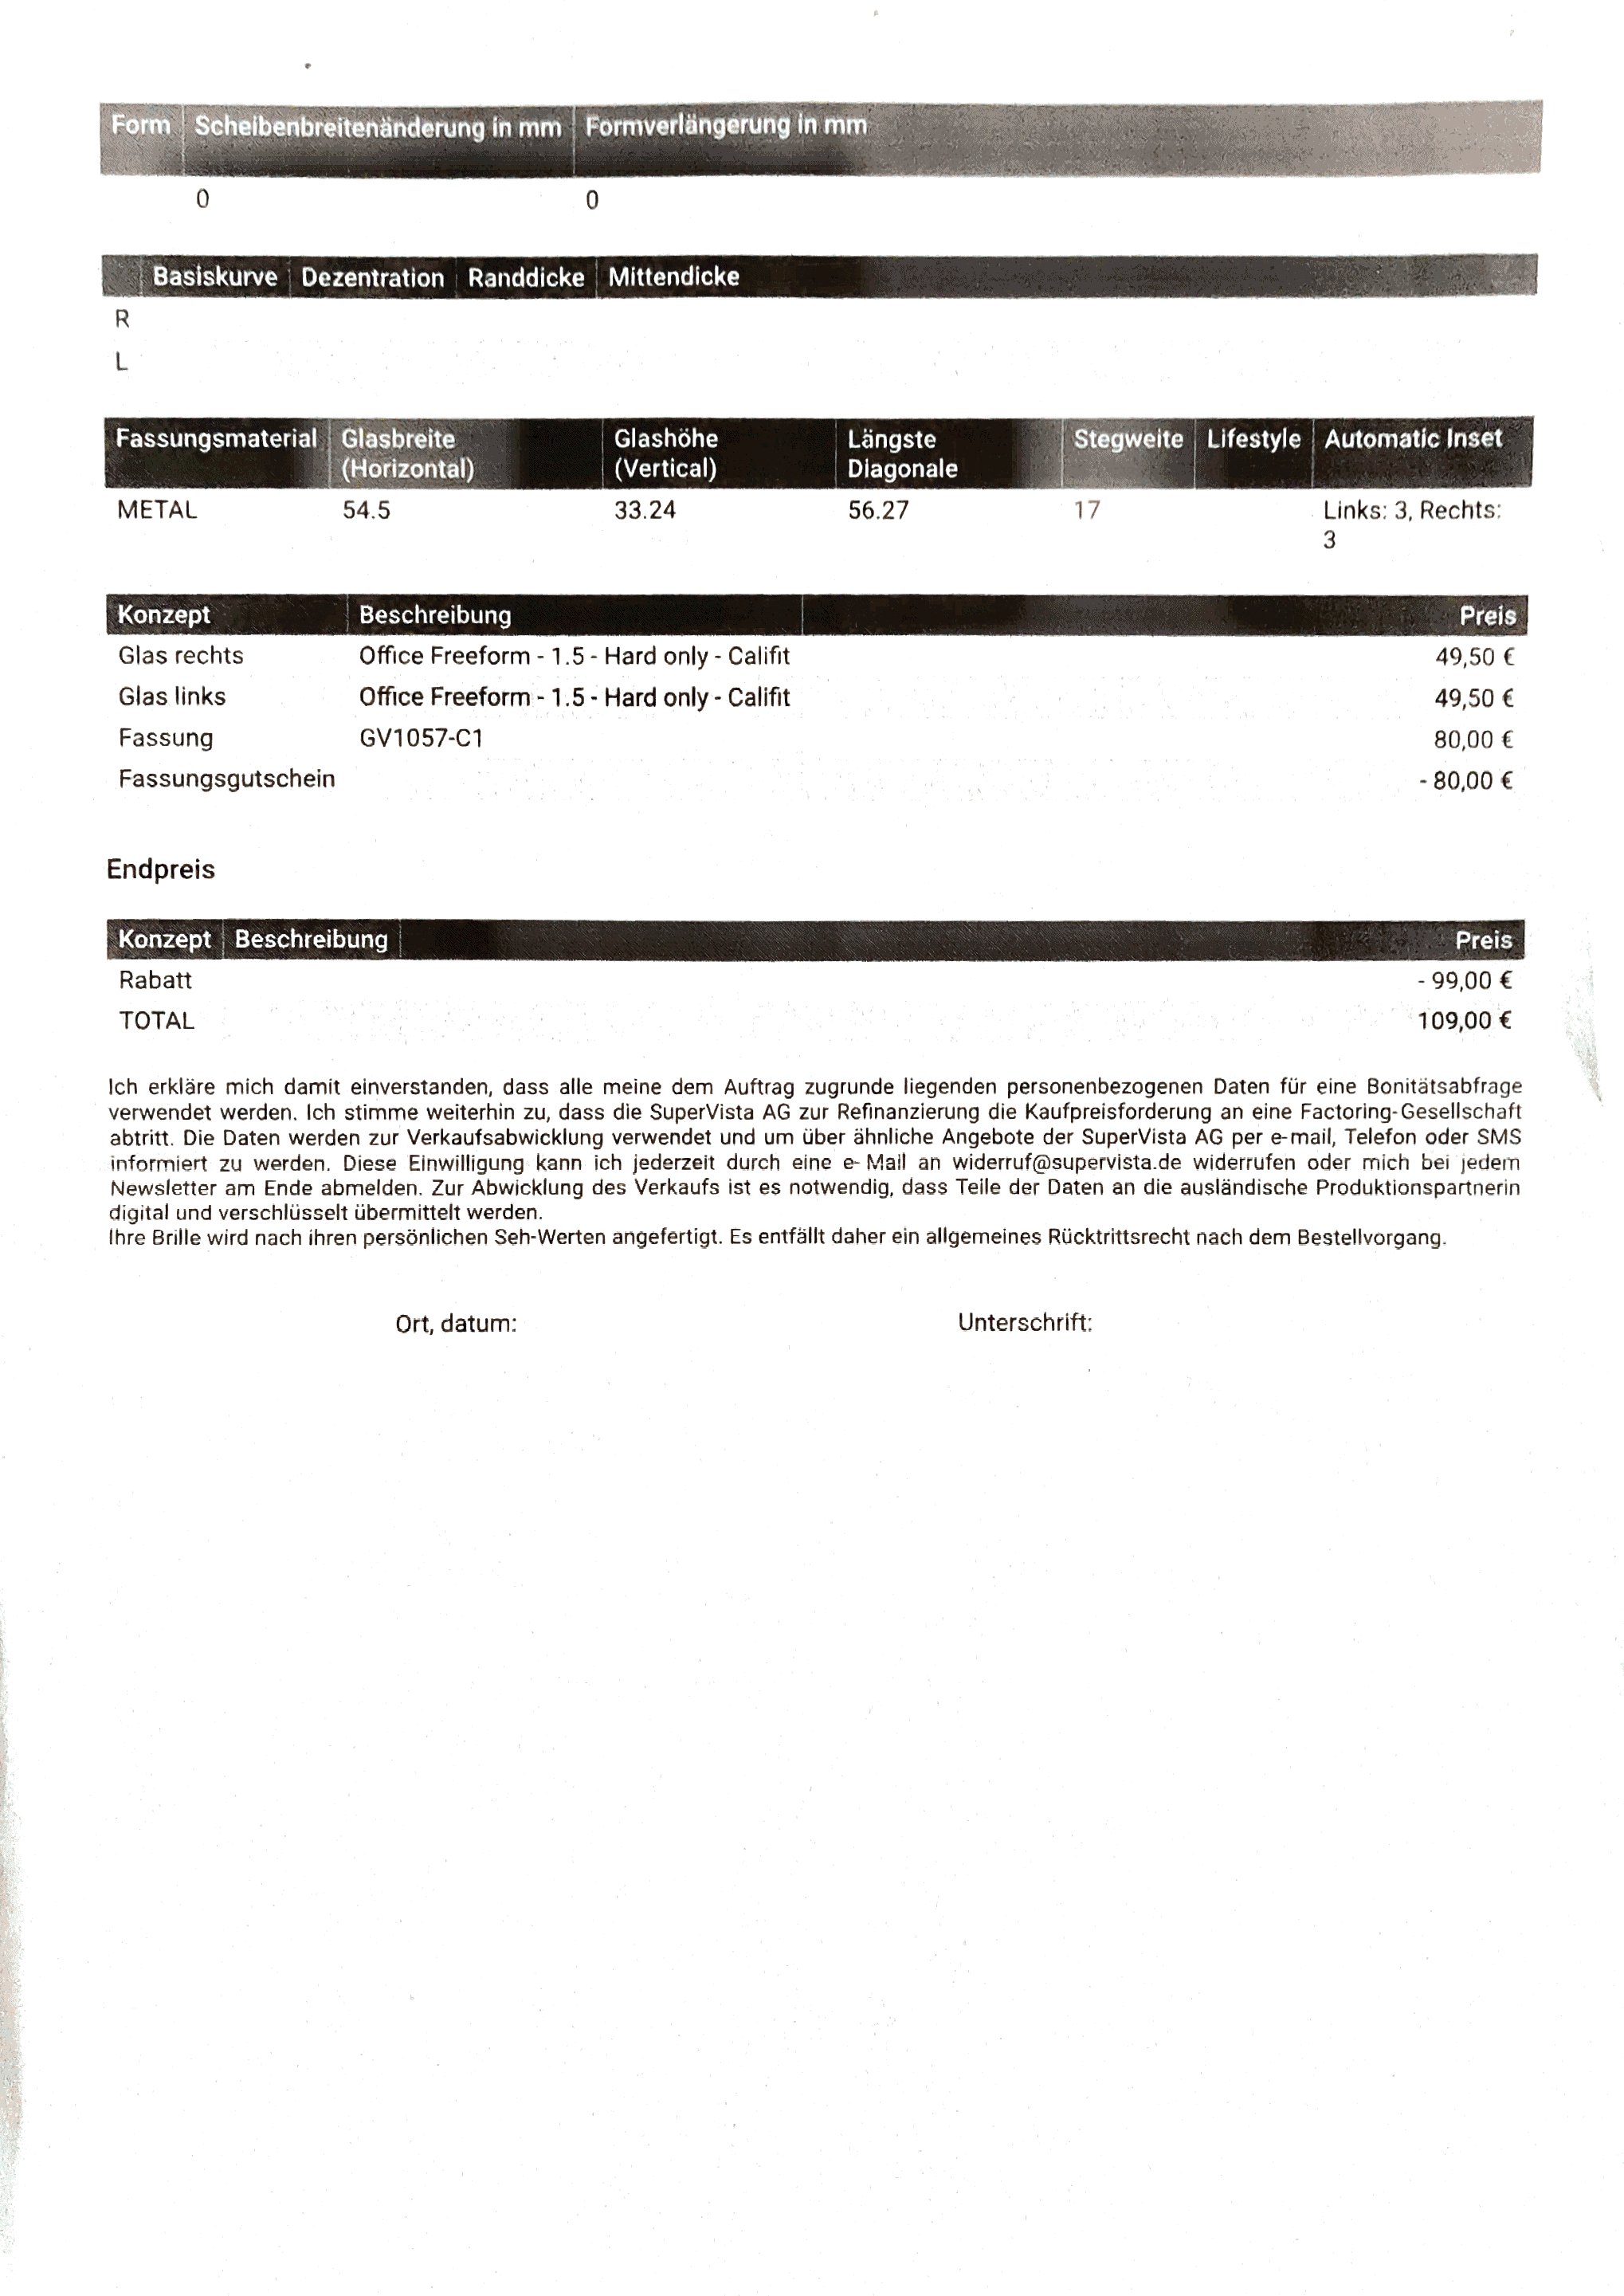 Form Scheibenbreitenänderung in mm Formverlängerung in mm
0 0
Basiskurve Dezentration Randdicke Mittendicke
R
L
Fassungsmaterial Glasbreite (Horizontal) Glashöhe (Vertical) Längste Diagonale Stegweite Lifestyle Automatic Inset
METAL 54.5 33.24 56.27 17 Links: 3, Rechts:
3
Konzept Beschreibung Preis
Glas rechts Office Freeform - 1.5 - Hard only - Califit 49,50 €
Glas links Office Freeform - 1.5 - Hard only - Califit 49,50 €
Fassung GV1057-C1 80,00 €
Fassungsgutschein - 80,00 €
Endpreis
Konzept Beschreibung Preis
Rabatt - 99,00 €
TOTAL 109,00 €
Ich erkläre mich damit einverstanden, dass alle meine dem Auftrag zugrunde liegenden personenbezogenen Daten für eine Bonitätsabfrage
verwendet werden. Ich stimme weiterhin zu, dass die SuperVista AG zur Refinanzierung die Kaufpreisforderung an eine Factoring-Gesellschaft
abtritt. Die Daten werden zur Verkaufsabwicklung verwendet und um über ähnliche Angebote der SuperVista AG per e-mail, Telefon oder SMS
informiert zu werden. Diese Einwilligung kann ich jederzeit durch eine e- Mail an widerruf@supervista.de widerrufen oder mich bei jedem
Newsletter am Ende abmelden. Zur Abwicklung des Verkaufs ist es notwendig, dass Teile der Daten an die ausländische Produktionspartnerin
digital und verschlüsselt übermittelt werden.
Ihre Brille wird nach ihren persönlichen Seh-Werten angefertigt. Es entfällt daher ein allgemeines Rücktrittsrecht nach dem Bestellvorgang.
Ort, datum: Unterschrift: